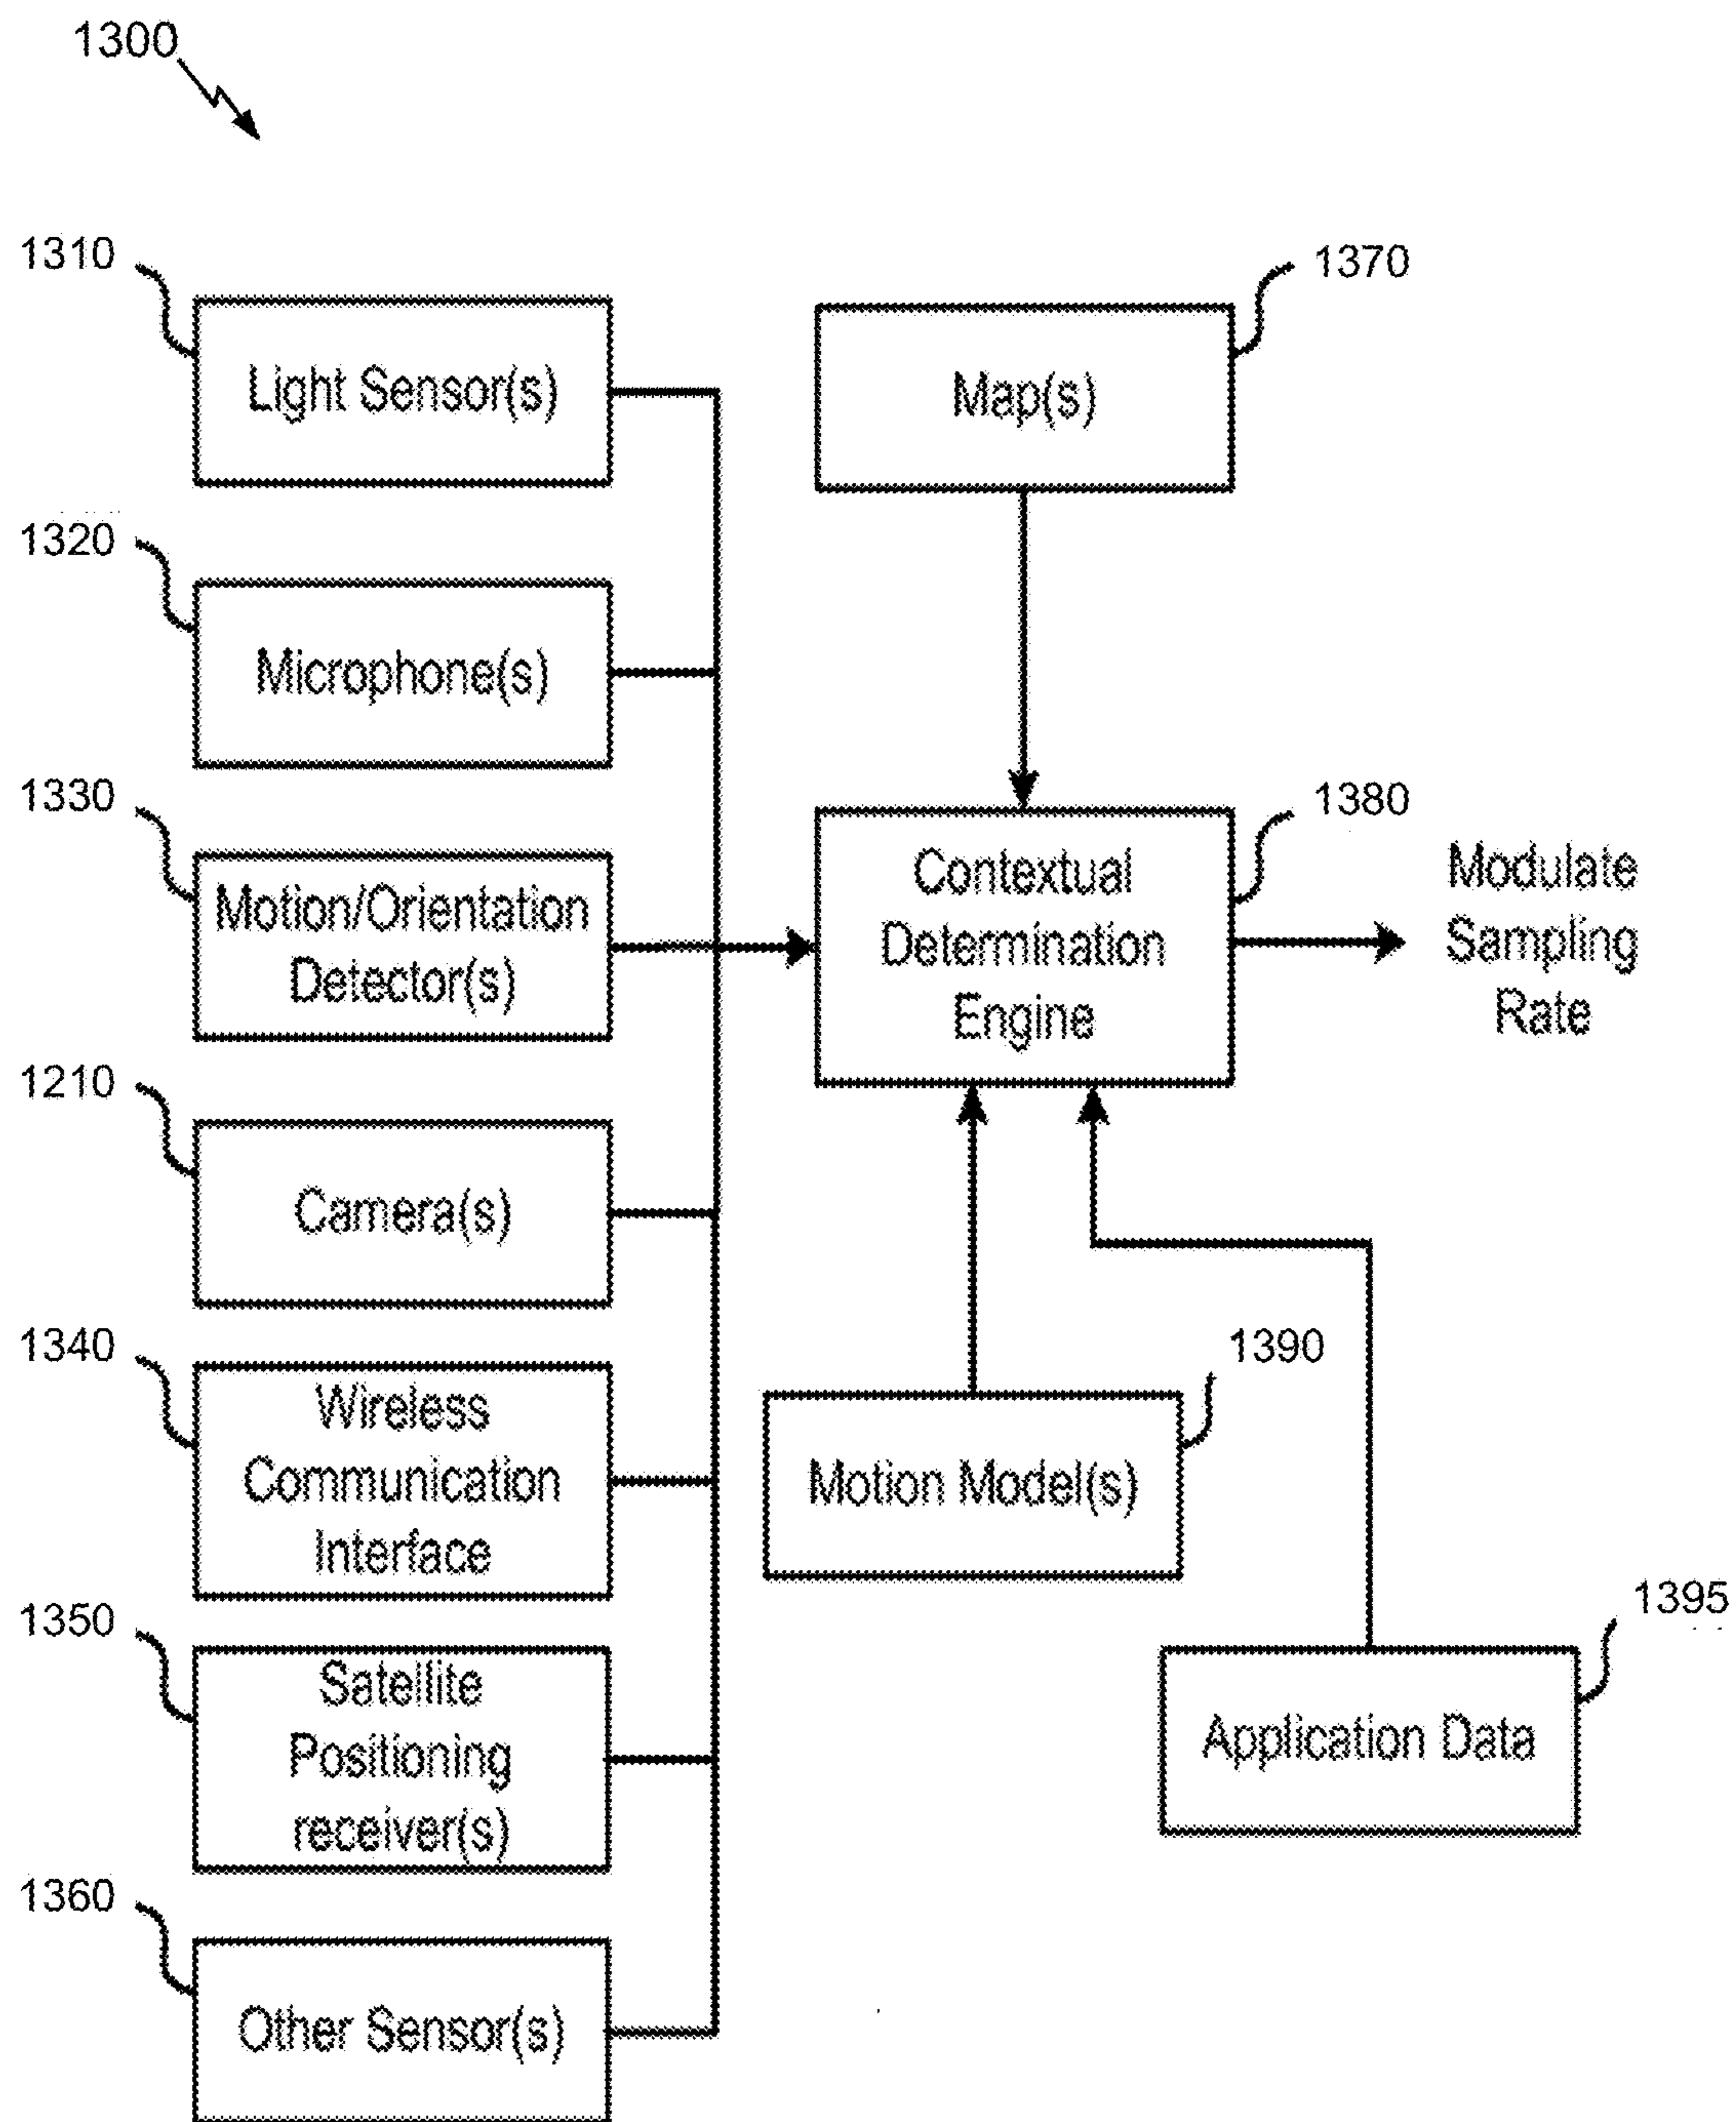 1300
1310
Light Sensor(s)
1320
Microphone(s)
1330
Motion/Orientation
Detector(s)
1210
Camera(s)
1340
Wireless
Communication
Interface
1350
Satellite
Positioning
receiver(s)
1360
Other Sensor(s)
1370
Map(s)
1380
Contextual
Determination
Engine
Modulate
Sampling
Rate
1390
Motion Model(s)
1395
Application Data